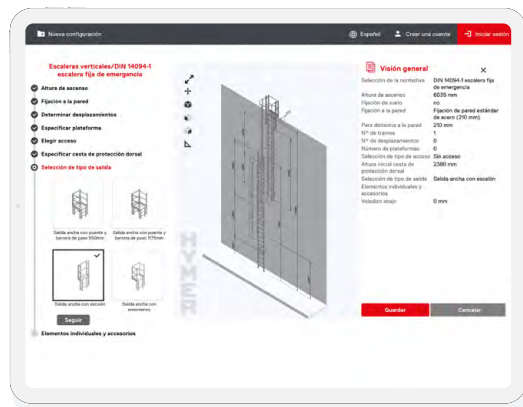 Nueva configuración
Español
Crear una cuenta
Iniciar sesión
Escaleras verticales/DIN 14094-1
escalera fija de emergencia
Altura de ascenso
Fijación a la pared
Determinar desplazamientos
Especificar plataforma
Elegir acceso
Especificar cesta de protección dorsal
Selección de tipo de salida
Salida ancha con puente y
barrera de paso 950mm
Salida ancha con puente y
barrera de paso 1175mm
Salida ancha con escalón
Salida ancha con
Seguir
Elementos individuales y accesorios
HYMER
Visión general
Selección de la normativa DIN 14094-1 escalera fija
de emergencia
Altura de ascenso 6035 mm
Fijación de suelo no
Fijación a la pared Fijación de pared estándar
de acero (210 mm)
Para distancia a la pared 210 mm
Nº de tramos 1
Nº de desplazamientos 0
Número de plataformas 0
Selección de tipo de acceso Sin acceso
Altura inicial cesta de 2380 mm
protección dorsal
Selección de tipo de salida Salida ancha con escalón
Elementos individuales y
accesorios
Voladizo abajo 0 mm
Guardar
Cancelar